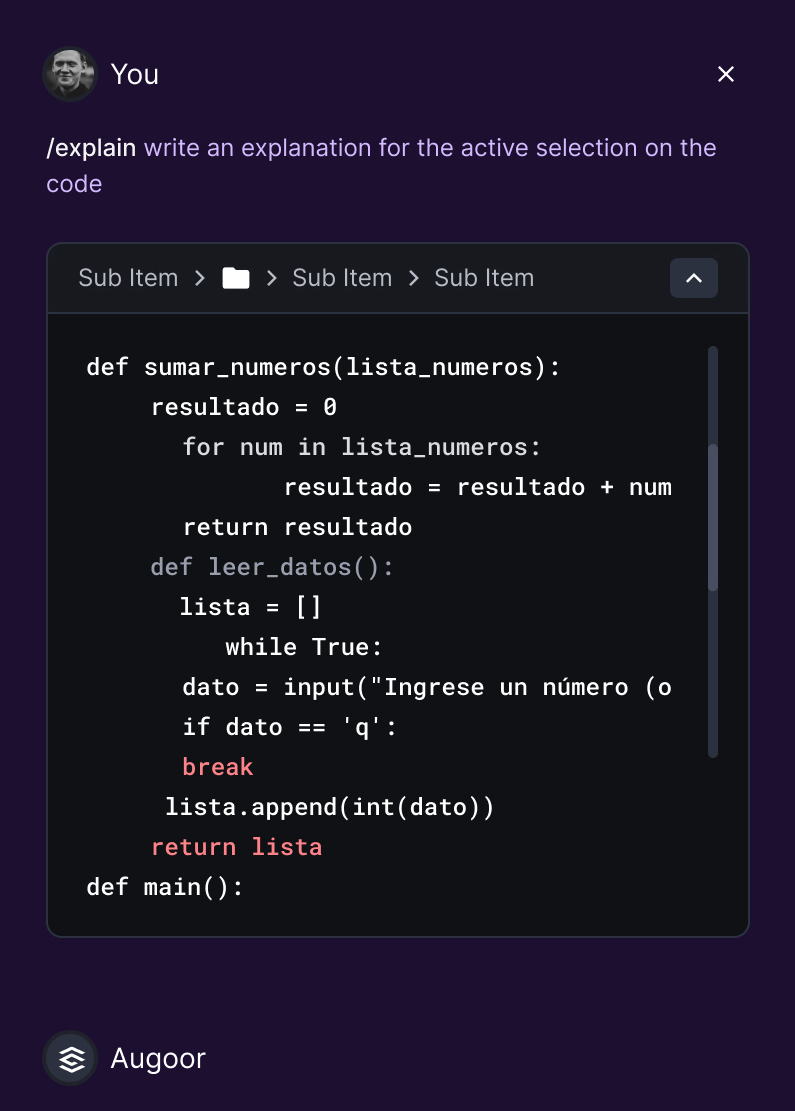 You
/explain write an explanation for the active selection on the
code
Sub Item > > Sub Item > Sub Item
def sumar_numeros(lista_numeros):
resultado = 0
for num in lista_numeros:
resultado = resultado + num
return resultado
def leer_datos():
lista = []
while True:
dato = input("Ingrese un número (o
if dato == 'q':
break
lista.append(int(dato))
return lista
def main():
Augoor